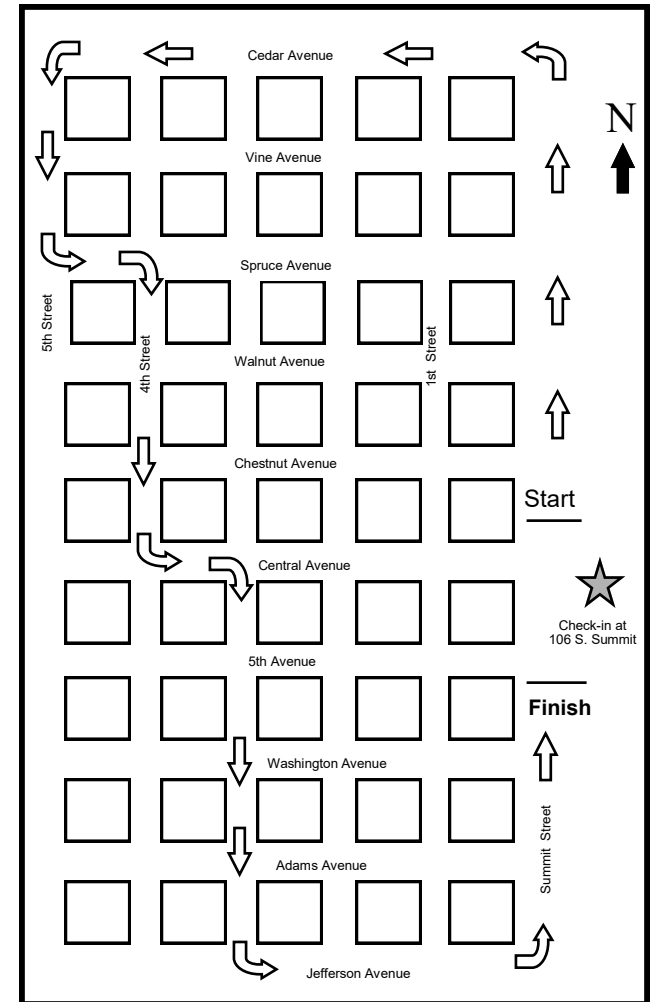 Cedar Avenue
N
Vine Avenue
Spruce Avenue
5th Street
4th Street
1st Street
Walnut Avenue
Chestnut Avenue
Start
Central Avenue
Check-in at
106 S. Summit
5th Avenue
Finish
Washington Avenue
Summit Street
Adams Avenue
Jefferson Avenue